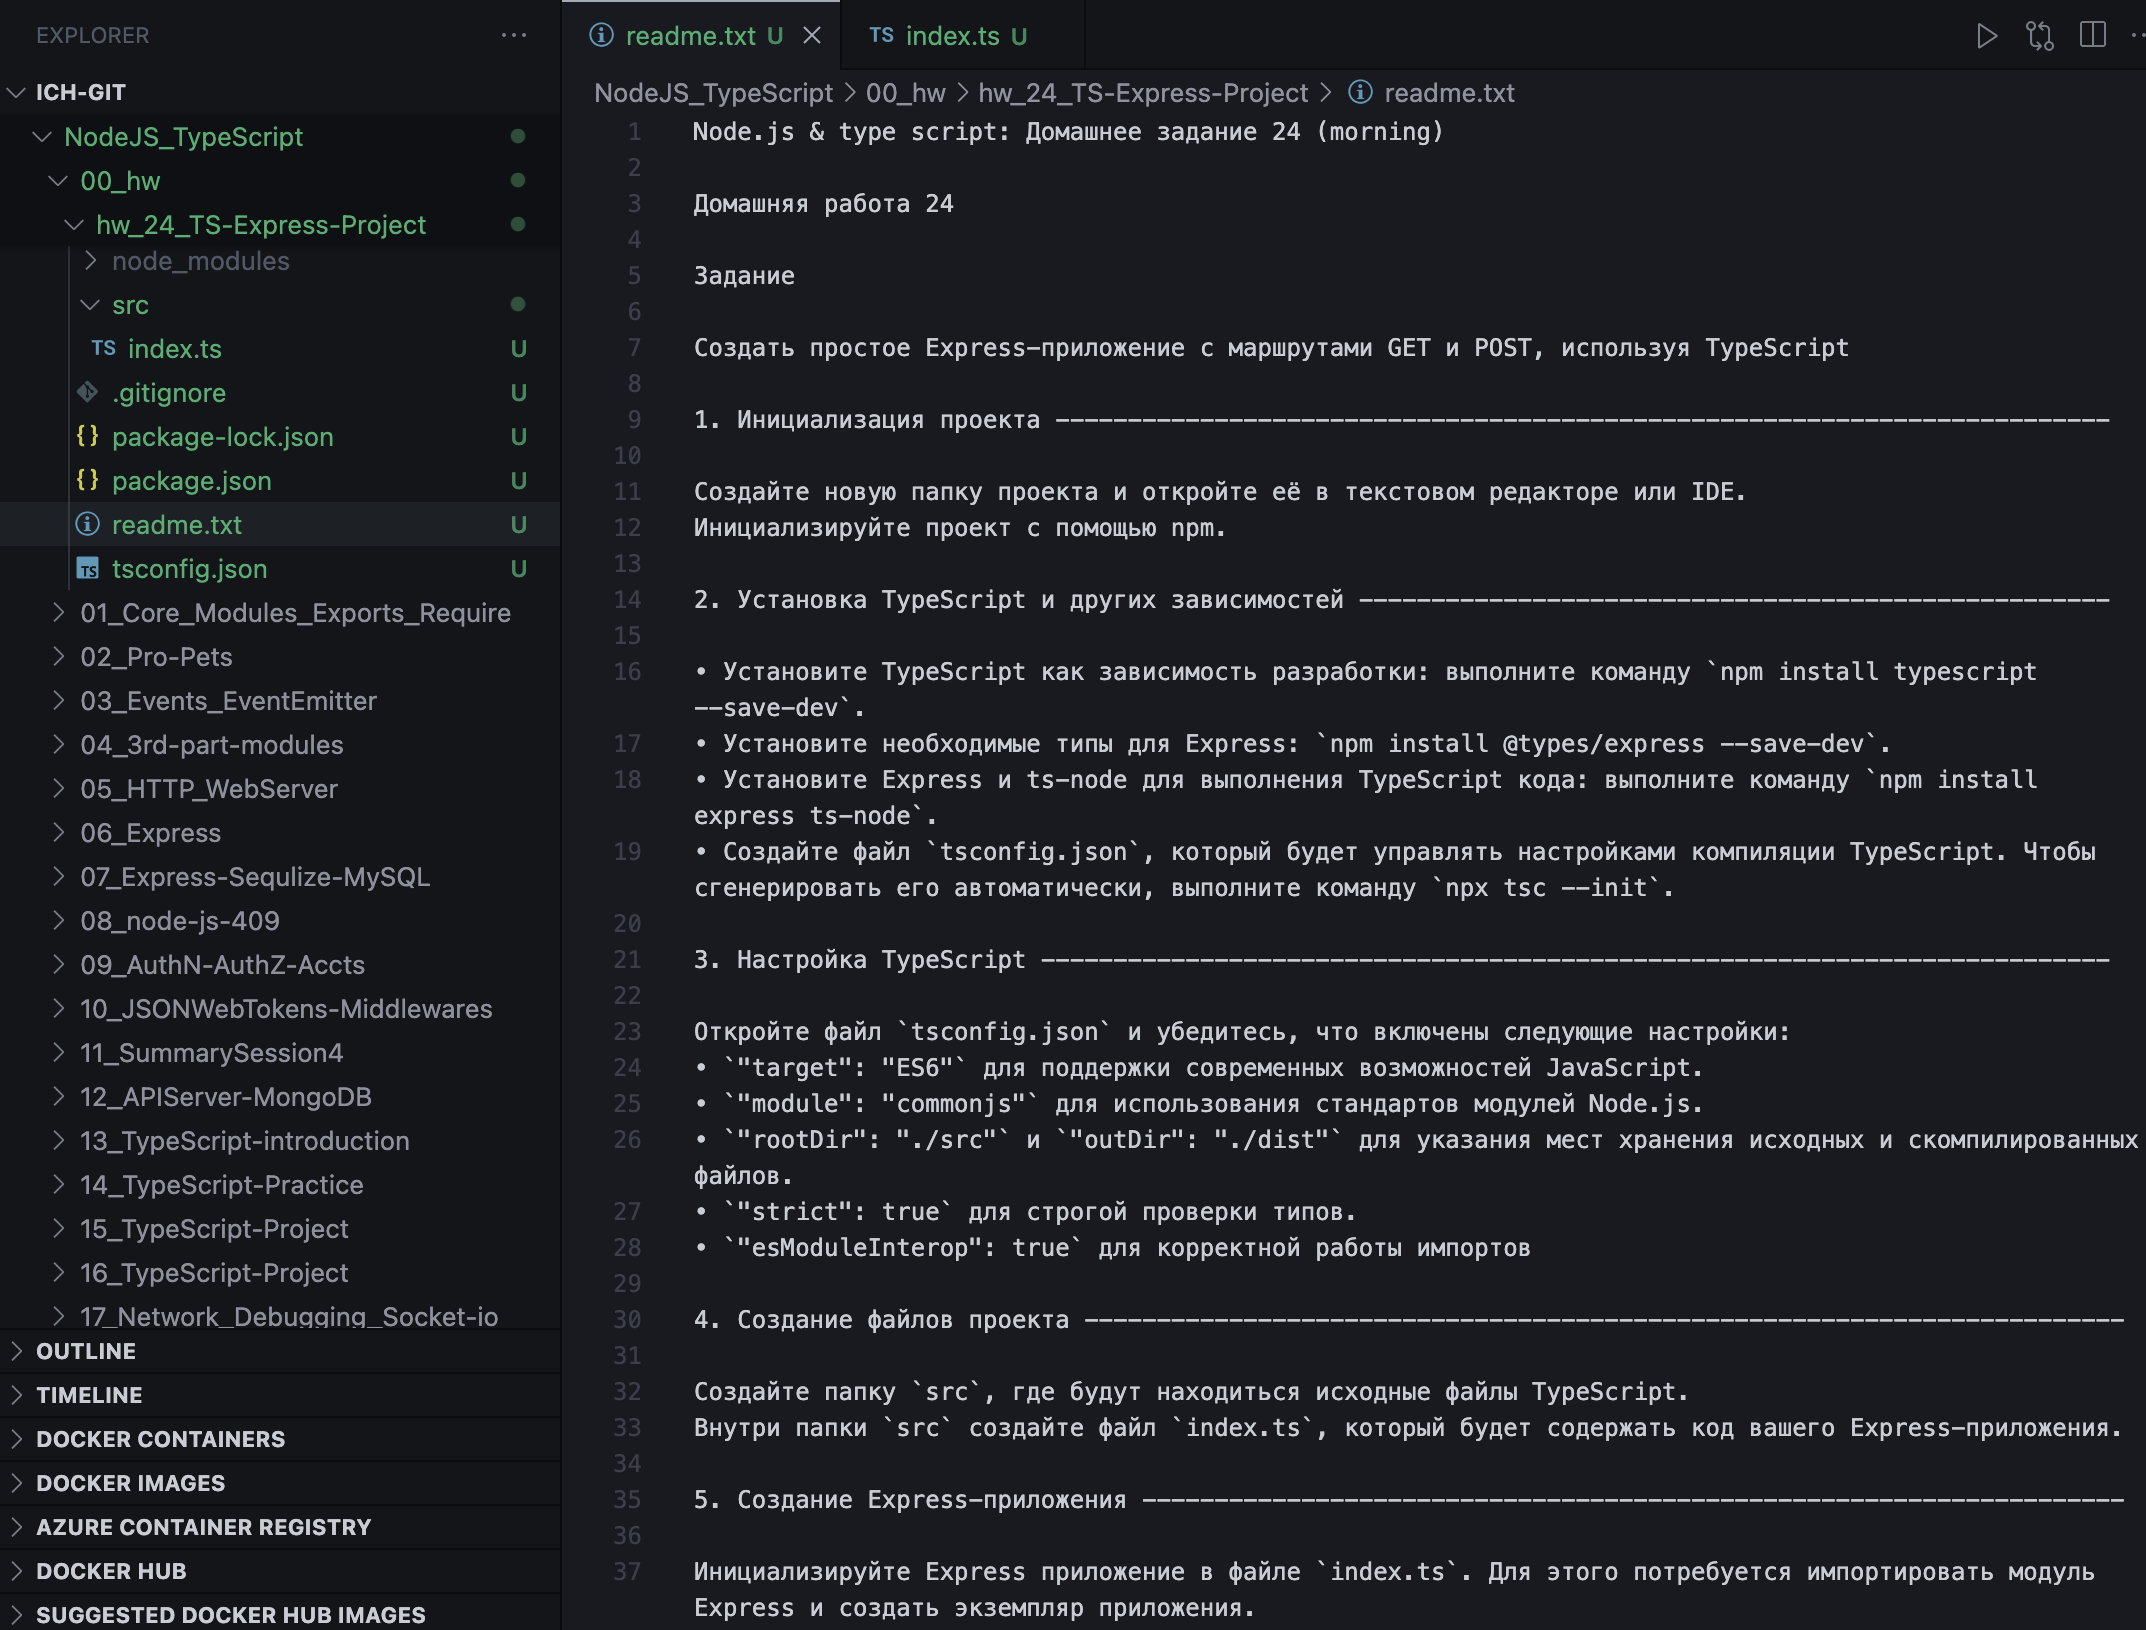 EXPLORER
ICH-GIT
NodeJS_TypeScript
00_hw
hw_24_TS-Express-Project
node_modules
src
TS index.ts U
.gitignore U
{} package-lock.json U
{} package.json U
readme.txt U
TS tsconfig.json U
01_Core_Modules_Exports_Require
02_Pro-Pets
03_Events_EventEmitter
04_3rd-part-modules
05_HTTP_WebServer
06_Express
07_Express-Sequlize-MySQL
08_node-js-409
09_AuthN-AuthZ-Accts
10_JSONWebTokens-Middlewares
11_SummarySession4
12_APIServer-MongoDB
13_TypeScript-introduction
14_TypeScript-Practice
15_TypeScript-Project
16_TypeScript-Project
17_Network_Debugging_Socket-io
OUTLINE
TIMELINE
DOCKER CONTAINERS
DOCKER IMAGES
AZURE CONTAINER REGISTRY
DOCKER HUB
SUGGESTED DOCKER HUB IMAGES
readme.txt U
TS index.ts U
NodeJS_TypeScript > 00_hw > hw_24_TS-Express-Project > readme.txt
1 Node.js & type script: Домашнее задание 24 (morning)
2
3 Домашняя работа 24
4
5 Задание
6
7 Создать простое Express-приложение с маршрутами GET и POST, используя TypeScript
8
9 1. Инициализация проекта -------------------------------------------------------------------------
10
11 Создайте новую папку проекта и откройте её в текстовом редакторе или IDE.
12 Инициализируйте проект с помощью npm.
13
14 2. Установка TypeScript и других зависимостей ----------------------------------------------------
15
16 • Установите TypeScript как зависимость разработки: выполните команду `npm install typescript
--save-dev`.
17 • Установите необходимые типы для Express: `npm install @types/express --save-dev`.
18 • Установите Express и ts-node для выполнения TypeScript кода: выполните команду `npm install
express ts-node`.
19 • Создайте файл `tsconfig.json`, который будет управлять настройками компиляции TypeScript. Чтобы
сгенерировать его автоматически, выполните команду `npx tsc --init`.
20
21 3. Настройка TypeScript --------------------------------------------------------------------------
22
23 Откройте файл `tsconfig.json` и убедитесь, что включены следующие настройки:
24 • `"target": "ES6"` для поддержки современных возможностей JavaScript.
25 • `"module": "commonjs"` для использования стандартов модулей Node.js.
26 • `"rootDir": "./src"` и `"outDir": "./dist"` для указания мест хранения исходных и скомпилированных
файлов.
27 • `"strict": true` для строгой проверки типов.
28 • `"esModuleInterop": true` для корректной работы импортов
29
30 4. Создание файлов проекта ------------------------------------------------------------------------
31
32 Создайте папку `src`, где будут находиться исходные файлы TypeScript.
33 Внутри папки `src` создайте файл `index.ts`, который будет содержать код вашего Express-приложения.
34
35 5. Создание Express-приложения --------------------------------------------------------------------
36
37 Инициализируйте Express приложение в файле `index.ts`. Для этого потребуется импортировать модуль
Express и создать экземпляр приложения.